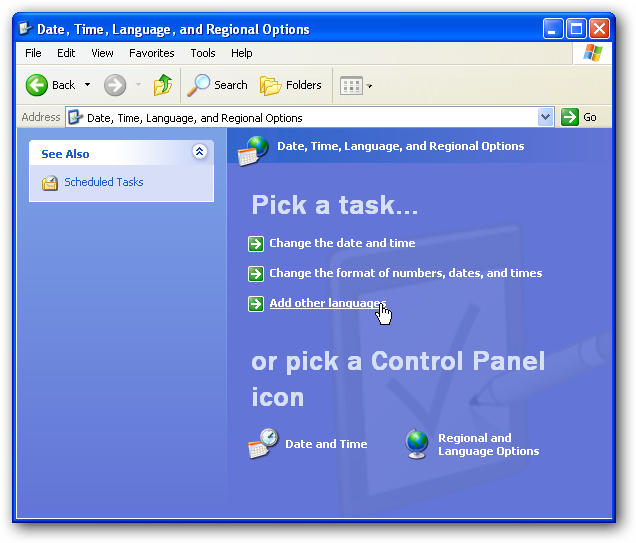 Date, Time, Language, and Regional Options
File Edit View Favorites Tools Help
Back Search Folders
Address Date, Time, Language, and Regional Options Go
See Also
Scheduled Tasks
Date, Time, Language, and Regional Options
Pick a task...
Change the date and time
Change the format of numbers, dates, and times
Add other languages
or pick a Control Panel
icon
Date and Time
Regional and
Language Options